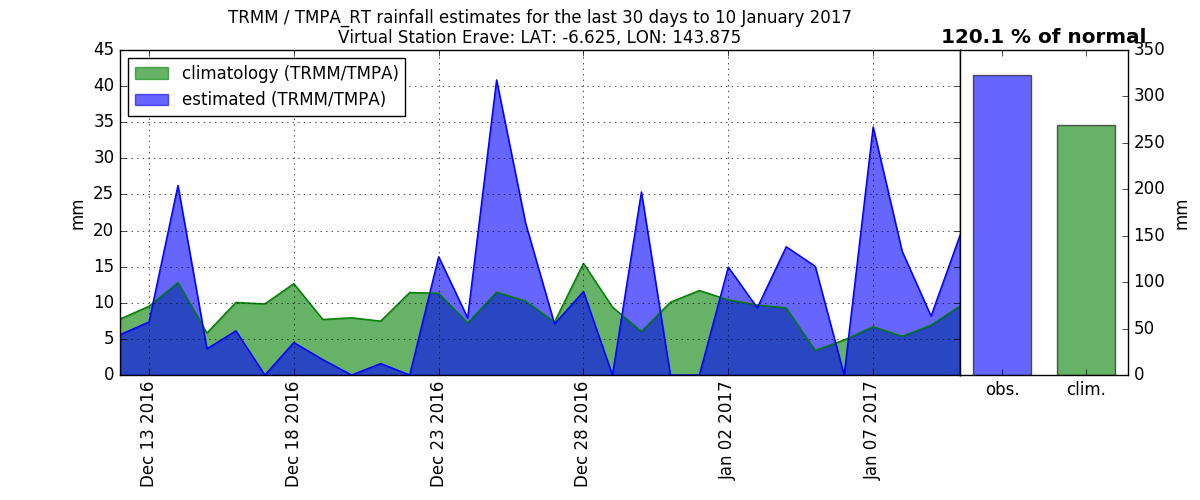 TRMM / TMPA_RT rainfall estimates for the last 30 days to 10 January 2017
Virtual Station Erave: LAT: -6.625, LON: 143.875
120.1 % of normal
climatology (TRMM/TMPA)
estimated (TRMM/TMPA)
45
40
35
30
25
20
15
10
5
0
mm
Dec 13 2016
Dec 18 2016
Dec 23 2016
Dec 28 2016
Jan 02 2017
Jan 07 2017
350
300
250
200
150
100
50
0
mm
obs.
clim.